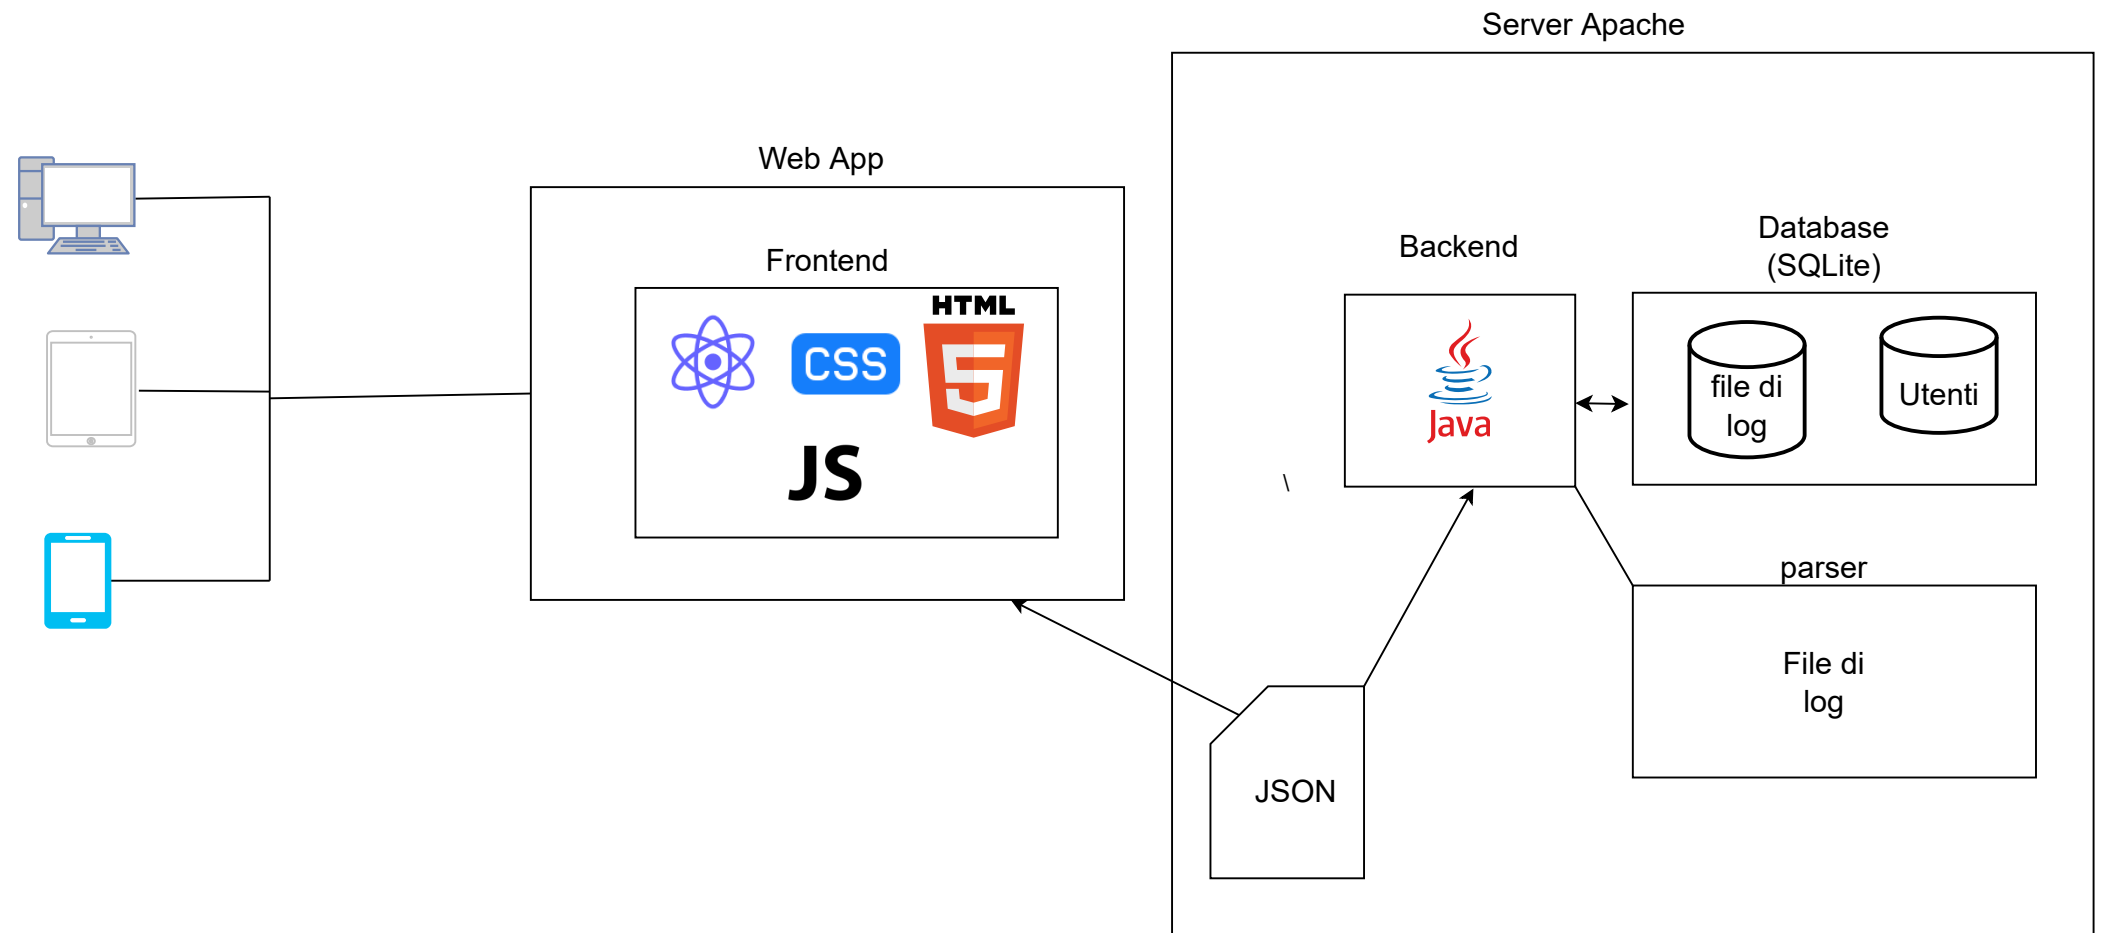 Server Apache
Web App
Frontend
HTML
5
CSS
JS
Backend
Java
Database
(SQLite)
file di
log
Utenti
\
parser
File di
log
JSON